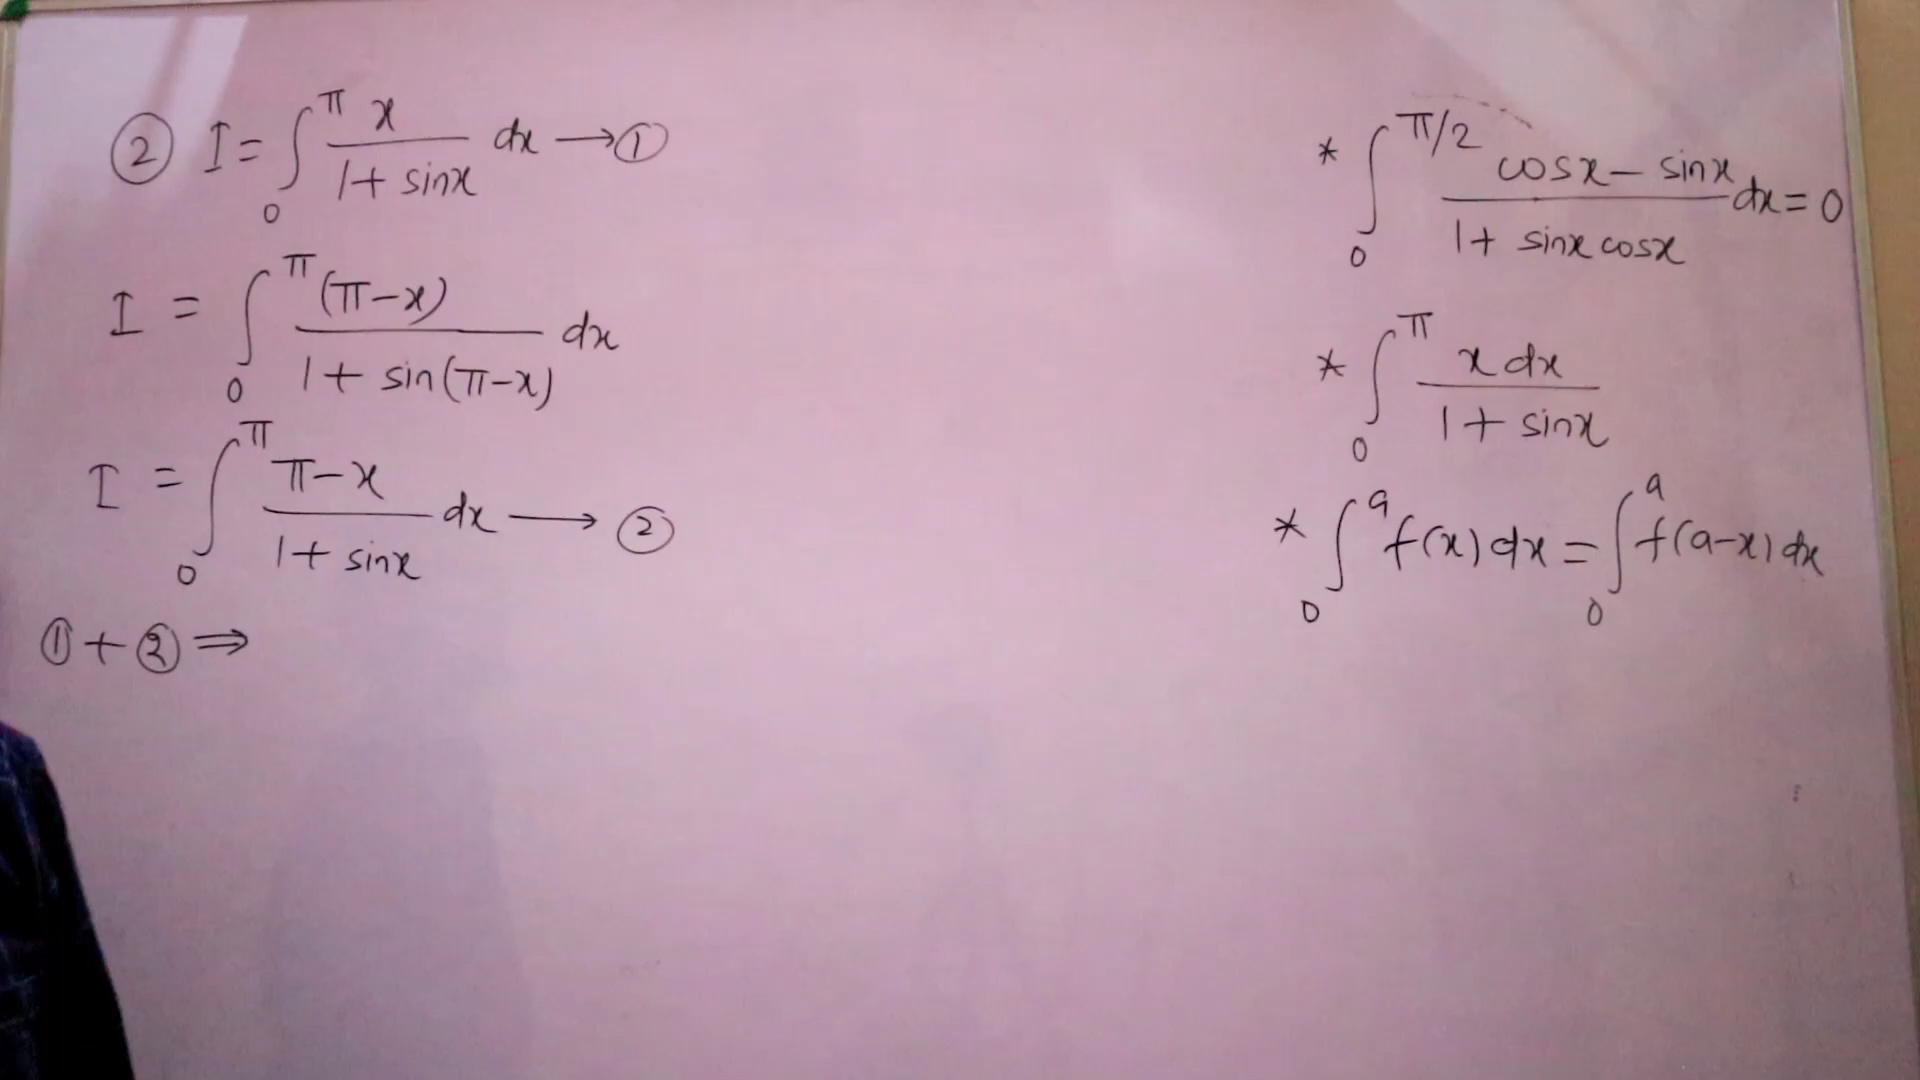 ② I = ∫₀^π x / (1 + sinx) dx → ①
I = ∫₀^π (π-x) / (1 + sin(π-x)) dx
I = ∫₀^π (π-x) / (1 + sinx) dx → ②
① + ② ⇒
* ∫₀^(π/2) (cosx - sinx) / (1 + sinx cosx) dx = 0
* ∫₀^π x dx / (1 + sinx)
* ∫₀^a f(x) dx = ∫₀^a f(a-x) dx